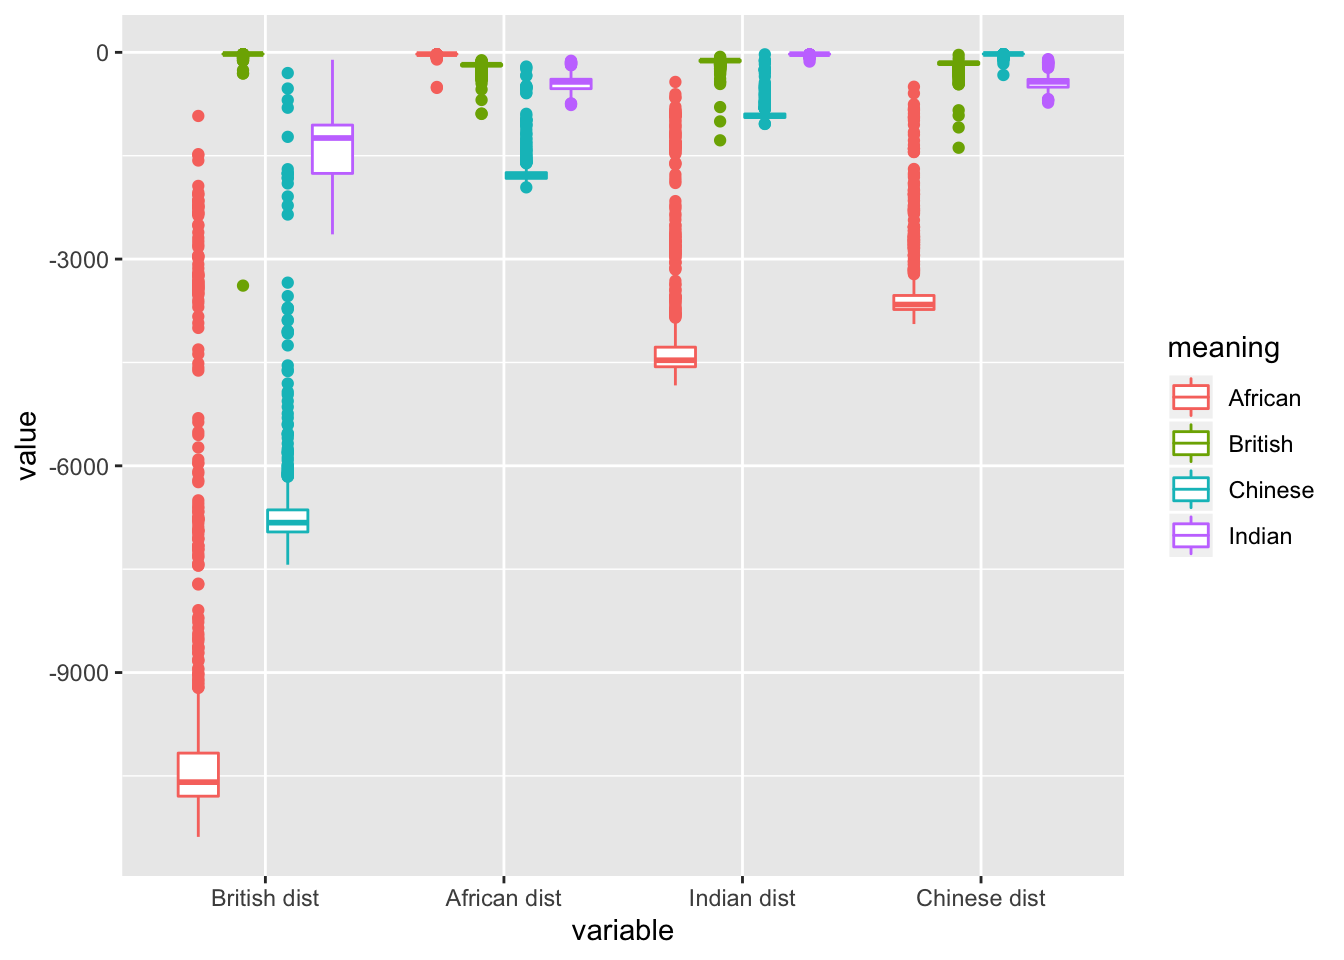 0
-3000
-6000
-9000
value
British dist
African dist
Indian dist
Chinese dist
variable
meaning
African
British
Chinese
Indian